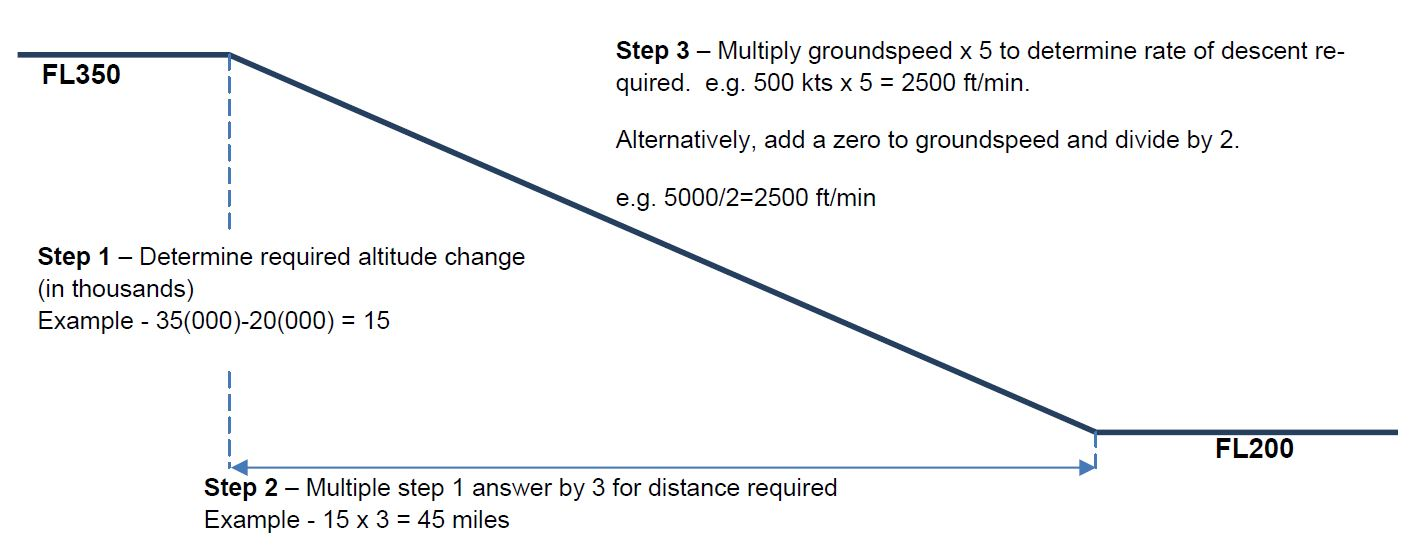 FL350
Step 3 – Multiply groundspeed x 5 to determine rate of descent re-
quired.  e.g. 500 kts x 5 = 2500 ft/min.
Alternatively, add a zero to groundspeed and divide by 2.
e.g. 5000/2=2500 ft/min
Step 1 – Determine required altitude change
(in thousands)
Example - 35(000)-20(000) = 15
FL200
Step 2 – Multiple step 1 answer by 3 for distance required
Example - 15 x 3 = 45 miles